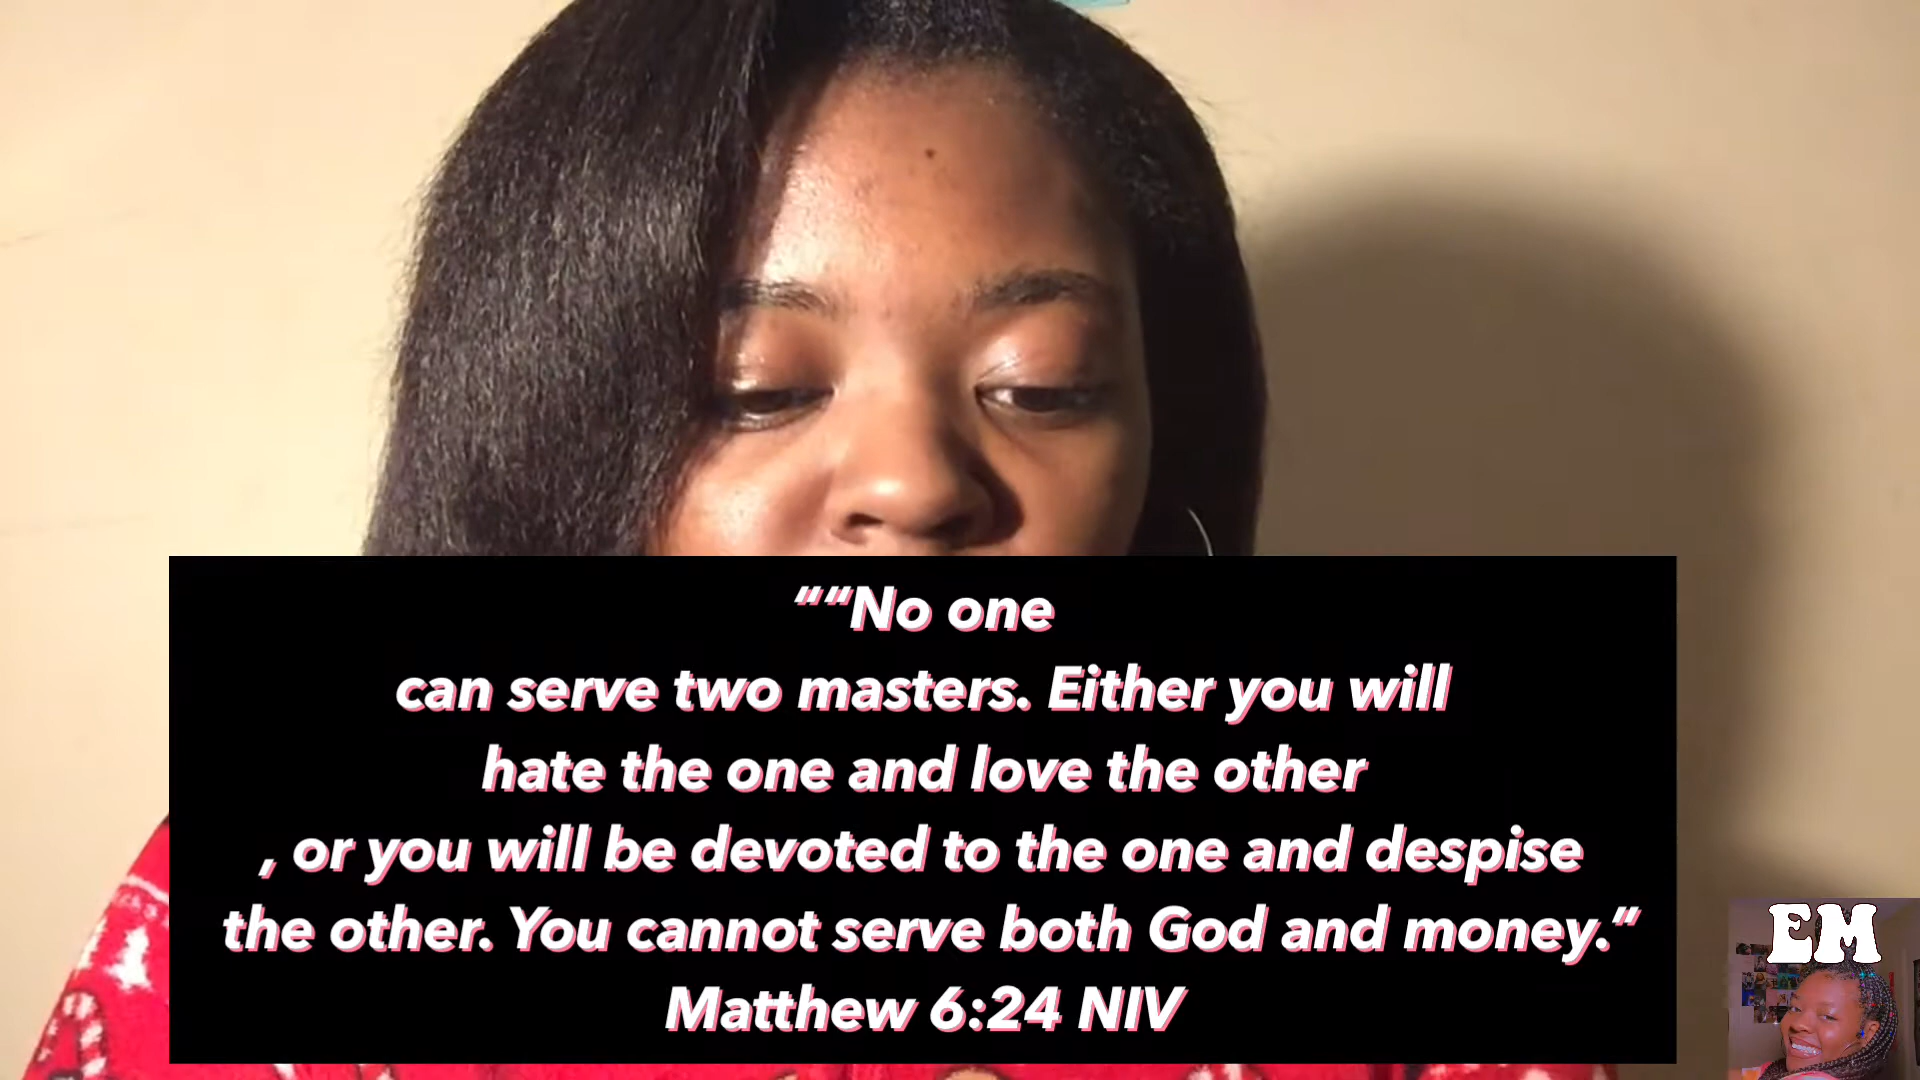 ““No one
can serve two masters. Either you will
hate the one and love the other
, or you will be devoted to the one and despise
the other. You cannot serve both God and money.”
Matthew 6:24 NIV
EM